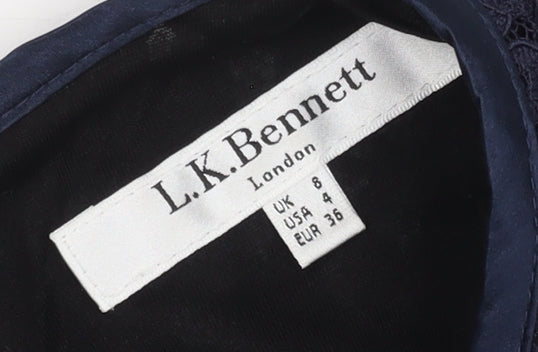 L.K.Bennett
London
UK 8
USA 4
EUR 36